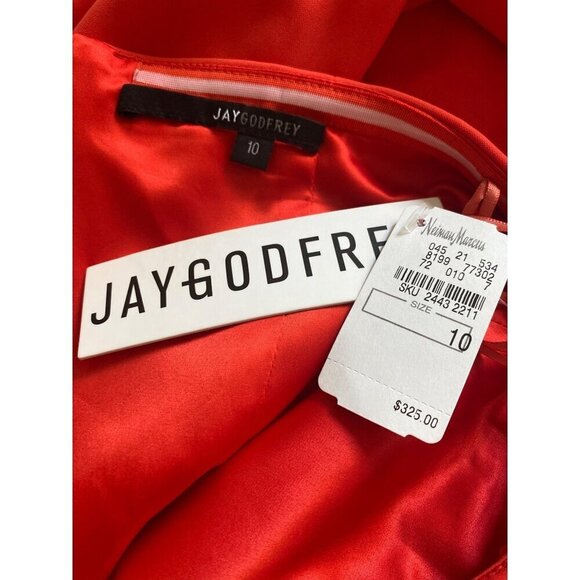 JAYGODFREY
10
JAYGODFREY
Neiman Marcus
045 21 534
8199 77302
72 010 7
SKU 2443 2211
SIZE
10
$325.00